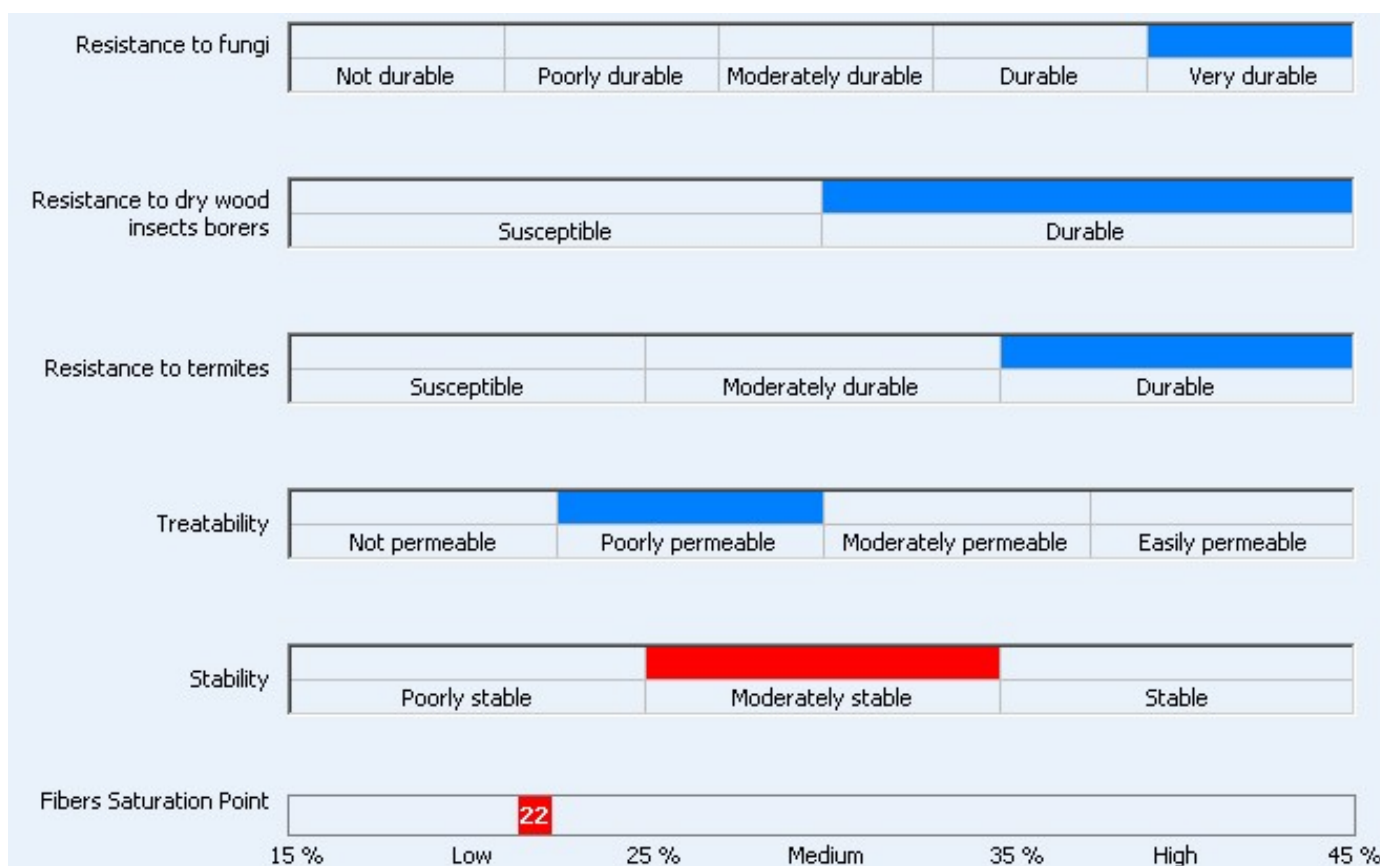 Resistance to fungi
Not durable Poorly durable Moderately durable Durable Very durable
Resistance to dry wood
insects borers
Susceptible Durable
Resistance to termites
Susceptible Moderately durable Durable
Treatability
Not permeable Poorly permeable Moderately permeable Easily permeable
Stability
Poorly stable Moderately stable Stable
Fibers Saturation Point
22
15 % Low 25 % Medium 35 % High 45 %